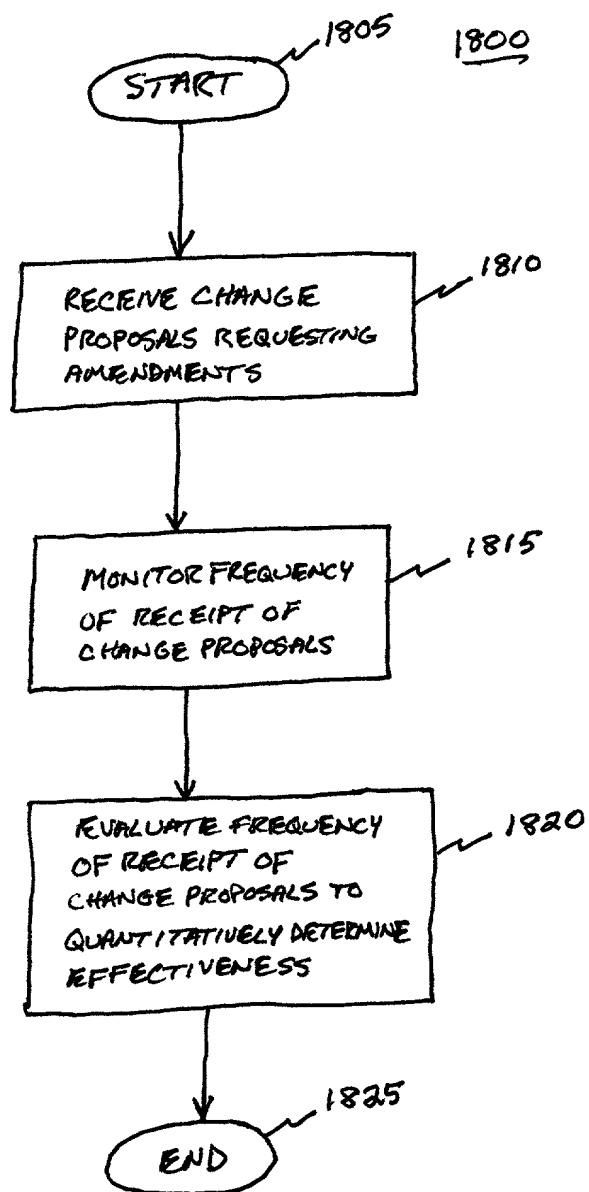 1805
1800
START
1810
RECEIVE CHANGE
PROPOSALS REQUESTING
AMENDMENTS
1815
MONITOR FREQUENCY
OF RECEIPT OF
CHANGE PROPOSALS
1820
EVALUATE FREQUENCY
OF RECEIPT OF
CHANGE PROPOSALS TO
QUANTITATIVELY DETERMINE
EFFECTIVENESS
1825
END